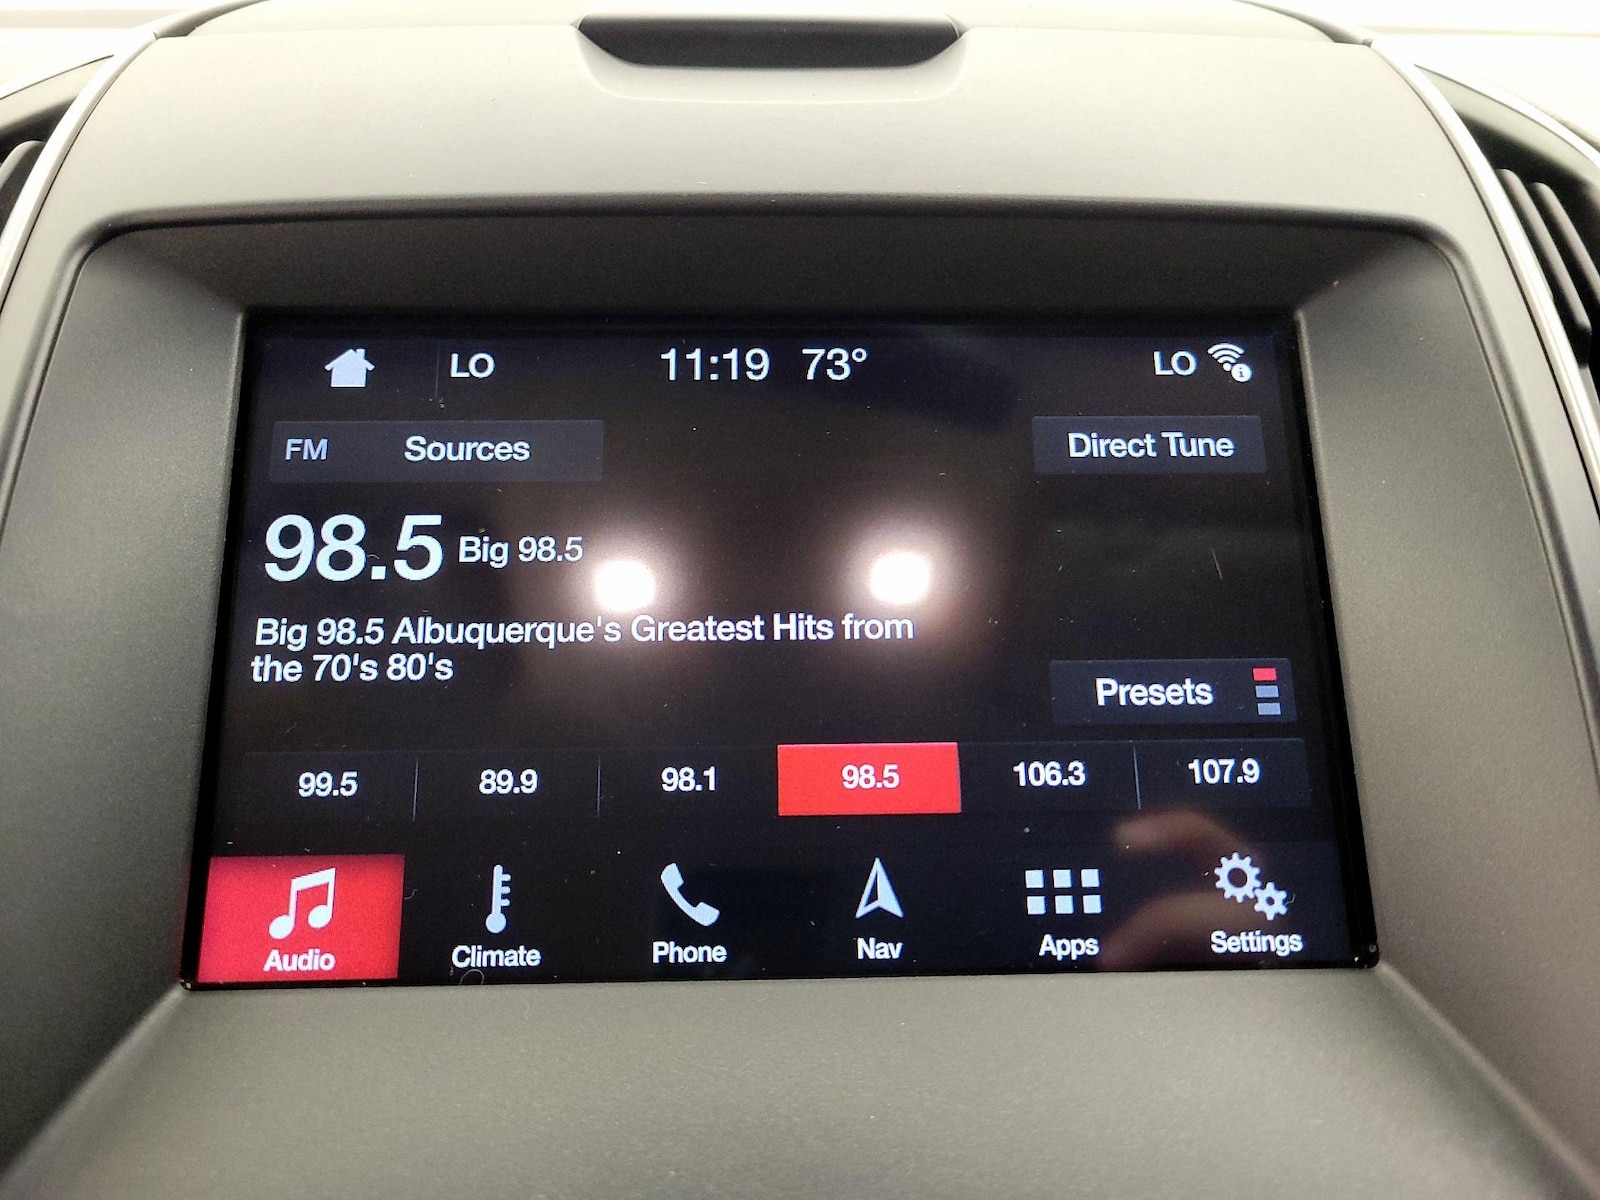 LO 11:19 73° LO
FM Sources Direct Tune
98.5 Big 98.5
Big 98.5 Albuquerque's Greatest Hits from
the 70's 80's
Presets
99.5 89.9 98.1 98.5 106.3 107.9
Audio Climate Phone Nav Apps Settings